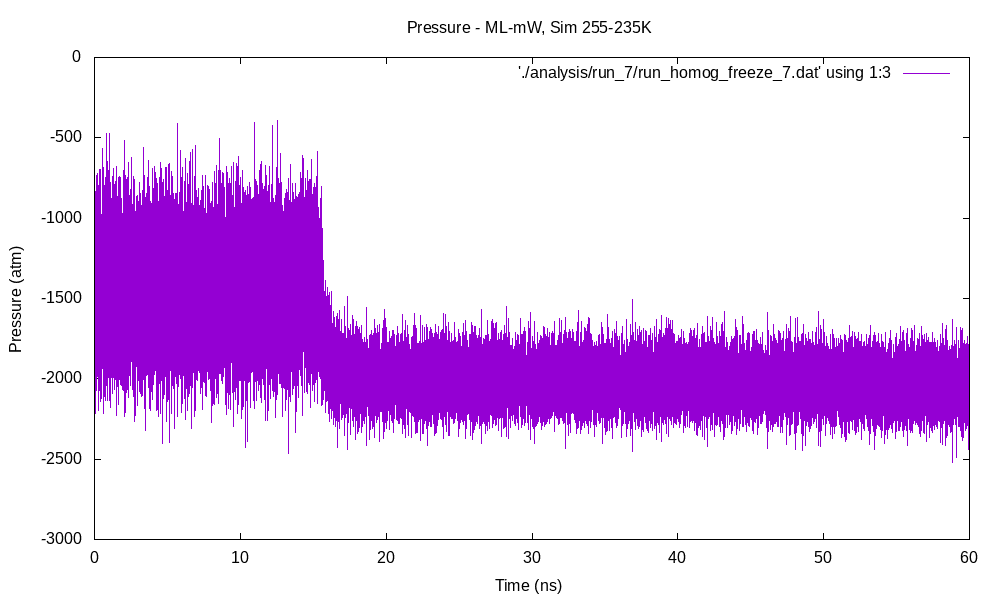 Pressure - ML-mW, Sim 255-235K
'./analysis/run_7/run_homog_freeze_7.dat' using 1:3
Pressure (atm)
0
-500
-1000
-1500
-2000
-2500
-3000
0 10 20 30 40 50 60
Time (ns)